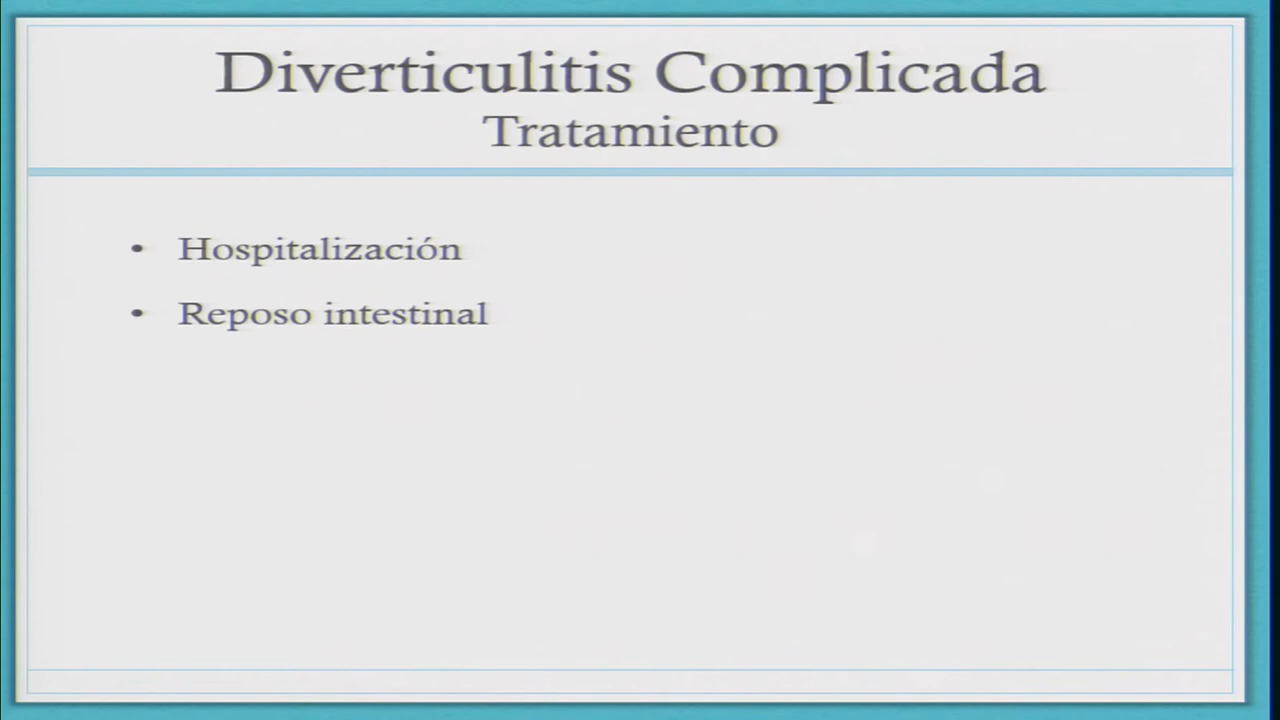 Diverticulitis Complicada
Tratamiento
• Hospitalización
• Reposo intestinal